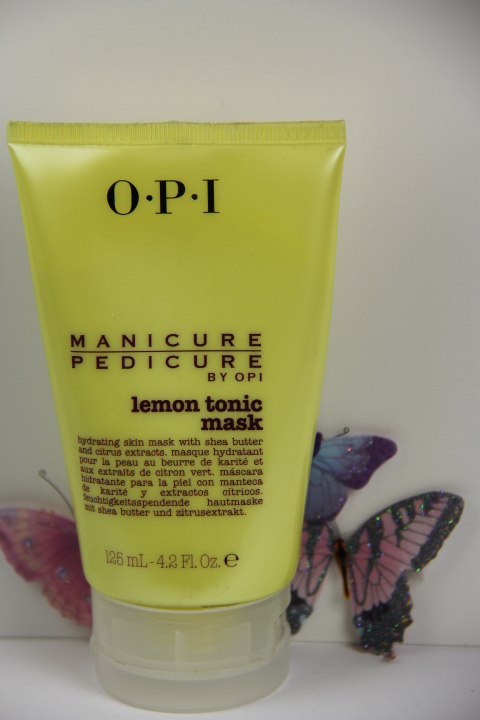 O·P·I
MANICURE
PEDICURE
BY OPI
lemon tonic
mask
hydrating skin mask with shea butter
and citrus extracts. masque hydratant
pour la peau au beurre de karité et
aux extraits de citron vert. máscara
hidratante para la piel con manteca
de karité y extractos cítricos.
feuchtigkeitsspendende hautmaske
mit shea butter und zitrusextrakt.
125 mL - 4.2 Fl. Oz. ℮